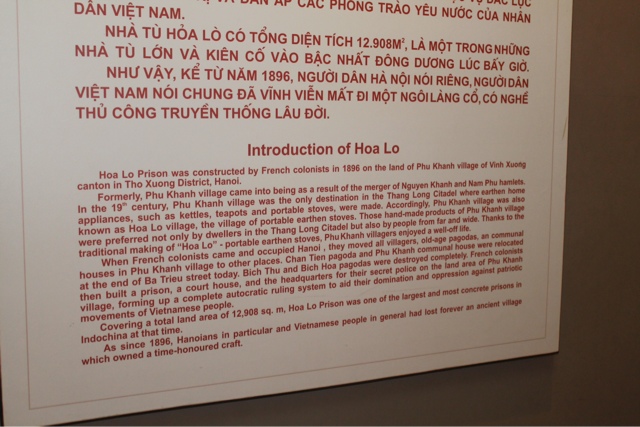 VÀ ĐÀN ÁP CÁC PHONG TRÀO YÊU NƯỚC CỦA NHÂN
DÂN VIỆT NAM.
NHÀ TÙ HỎA LÒ CÓ TỔNG DIỆN TÍCH 12.908M², LÀ MỘT TRONG NHỮNG
NHÀ TÙ LỚN VÀ KIÊN CỐ VÀO BẬC NHẤT ĐÔNG DƯƠNG LÚC BẤY GIỜ.
NHƯ VẬY, KỂ TỪ NĂM 1896, NGƯỜI DÂN HÀ NỘI NÓI RIÊNG, NGƯỜI DÂN
VIỆT NAM NÓI CHUNG ĐÃ VĨNH VIỄN MẤT ĐI MỘT NGÔI LÀNG CỔ, CÓ NGHỀ
THỦ CÔNG TRUYỀN THỐNG LÂU ĐỜI.
Introduction of Hoa Lo
Hoa Lo Prison was constructed by French colonists in 1896 on the land of Phu Khanh village of Vinh Xuong
canton in Tho Xuong District, Hanoi.
Formerly, Phu Khanh village came into being as a result of the merger of Nguyen Khanh and Nam Phu hamlets.
In the 19th century, Phu Khanh village was the only destination in the Thang Long Citadel where earthen home
appliances, such as kettles, teapots and portable stoves, were made. Accordingly, Phu Khanh village was also
known as Hoa Lo village, the village of portable earthen stoves. Those hand-made products of Phu Khanh village
were preferred not only by dwellers in the Thang Long Citadel but also by people from far and wide. Thanks to the
traditional making of "Hoa Lo" - portable earthen stoves, Phu Khanh villagers enjoyed a well-off life.
When French colonists came and occupied Hanoi , they moved all villagers, old-age pagodas, an communal
houses in Phu Khanh village to other places. Chan Tien pagoda and Phu Khanh communal house were relocated
at the end of Ba Trieu street today. Bich Thu and Bich Hoa pagodas were destroyed completely. French colonists
then built a prison, a court house, and the headquarters for their secret police on the land area of Phu Khanh
village, forming up a complete autocratic ruling system to aid their domination and oppression against patriotic
movements of Vietnamese people.
Covering a total land area of 12,908 sq. m, Hoa Lo Prison was one of the largest and most concrete prisons in
Indochina at that time.
As since 1896, Hanoians in particular and Vietnamese people in general had lost forever an ancient village
which owned a time-honoured craft.